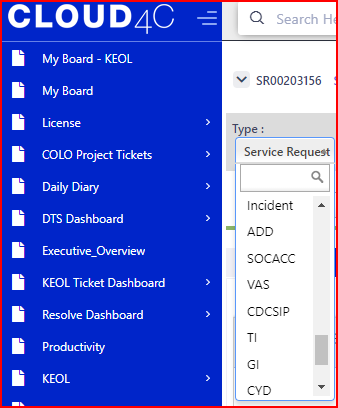 CLOUD4C
Search He
My Board - KEOL
SR00203156
My Board
License
Type :
COLO Project Tickets
Service Request
Daily Diary
Incident
DTS Dashboard
ADD
Executive_Overview
SOCACC
KEOL Ticket Dashboard
VAS
Resolve Dashboard
CDCSIP
Productivity
TI
GI
KEOL
CYD